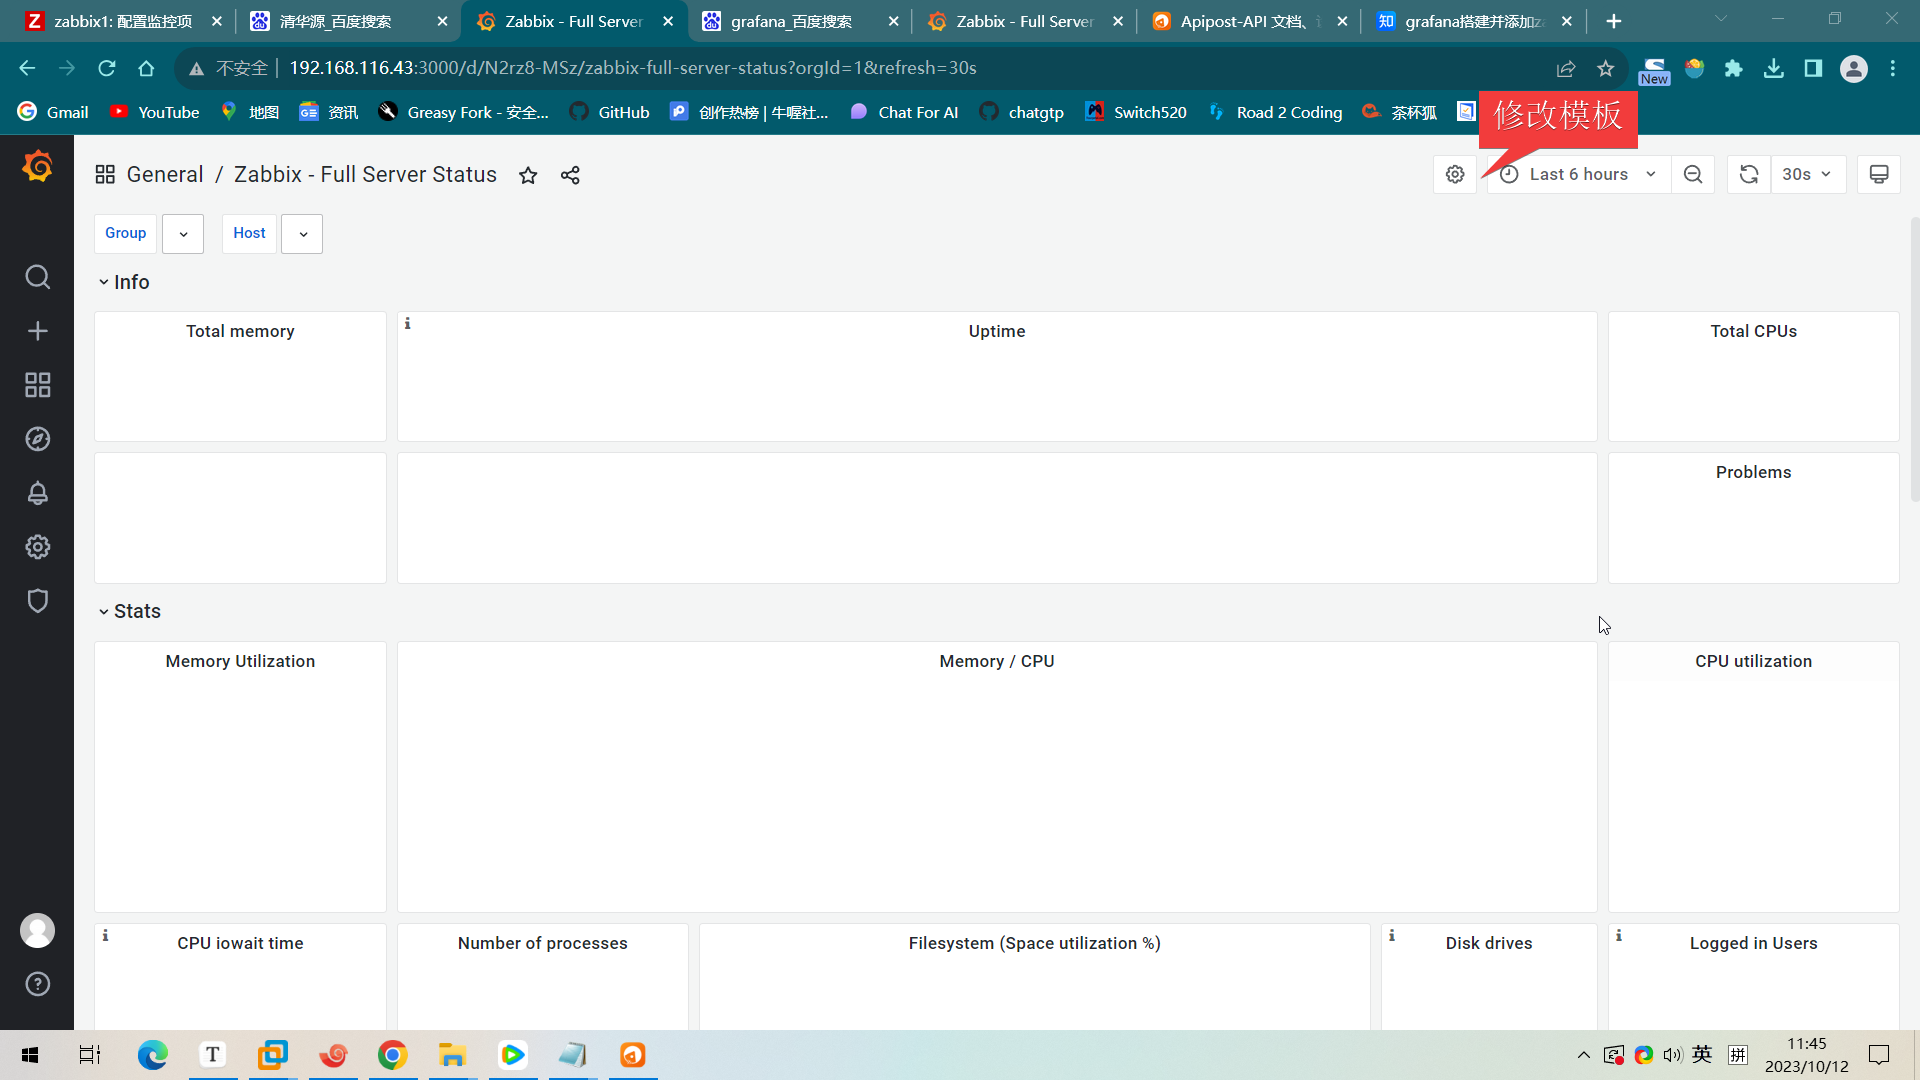 zabbix1: 配置监控项
清华源_百度搜索
Zabbix - Full Server
grafana_百度搜索
Zabbix - Full Server
Apipost-API 文档、
grafana搭建并添加za
不安全
192.168.116.43:3000/d/N2rz8-MSz/zabbix-full-server-status?orgId=1&refresh=30s
New
Gmail
YouTube
地图
资讯
Greasy Fork - 安全...
GitHub
创作热榜 | 牛喔社...
Chat For AI
chatgtp
Switch520
Road 2 Coding
茶杯狐
修改模板
General / Zabbix - Full Server Status
Last 6 hours
30s
Group
Host
Info
Total memory
Uptime
Total CPUs
Problems
Stats
Memory Utilization
Memory / CPU
CPU utilization
CPU iowait time
Number of processes
Filesystem (Space utilization %)
Disk drives
Logged in Users
英
拼
11:45
2023/10/12